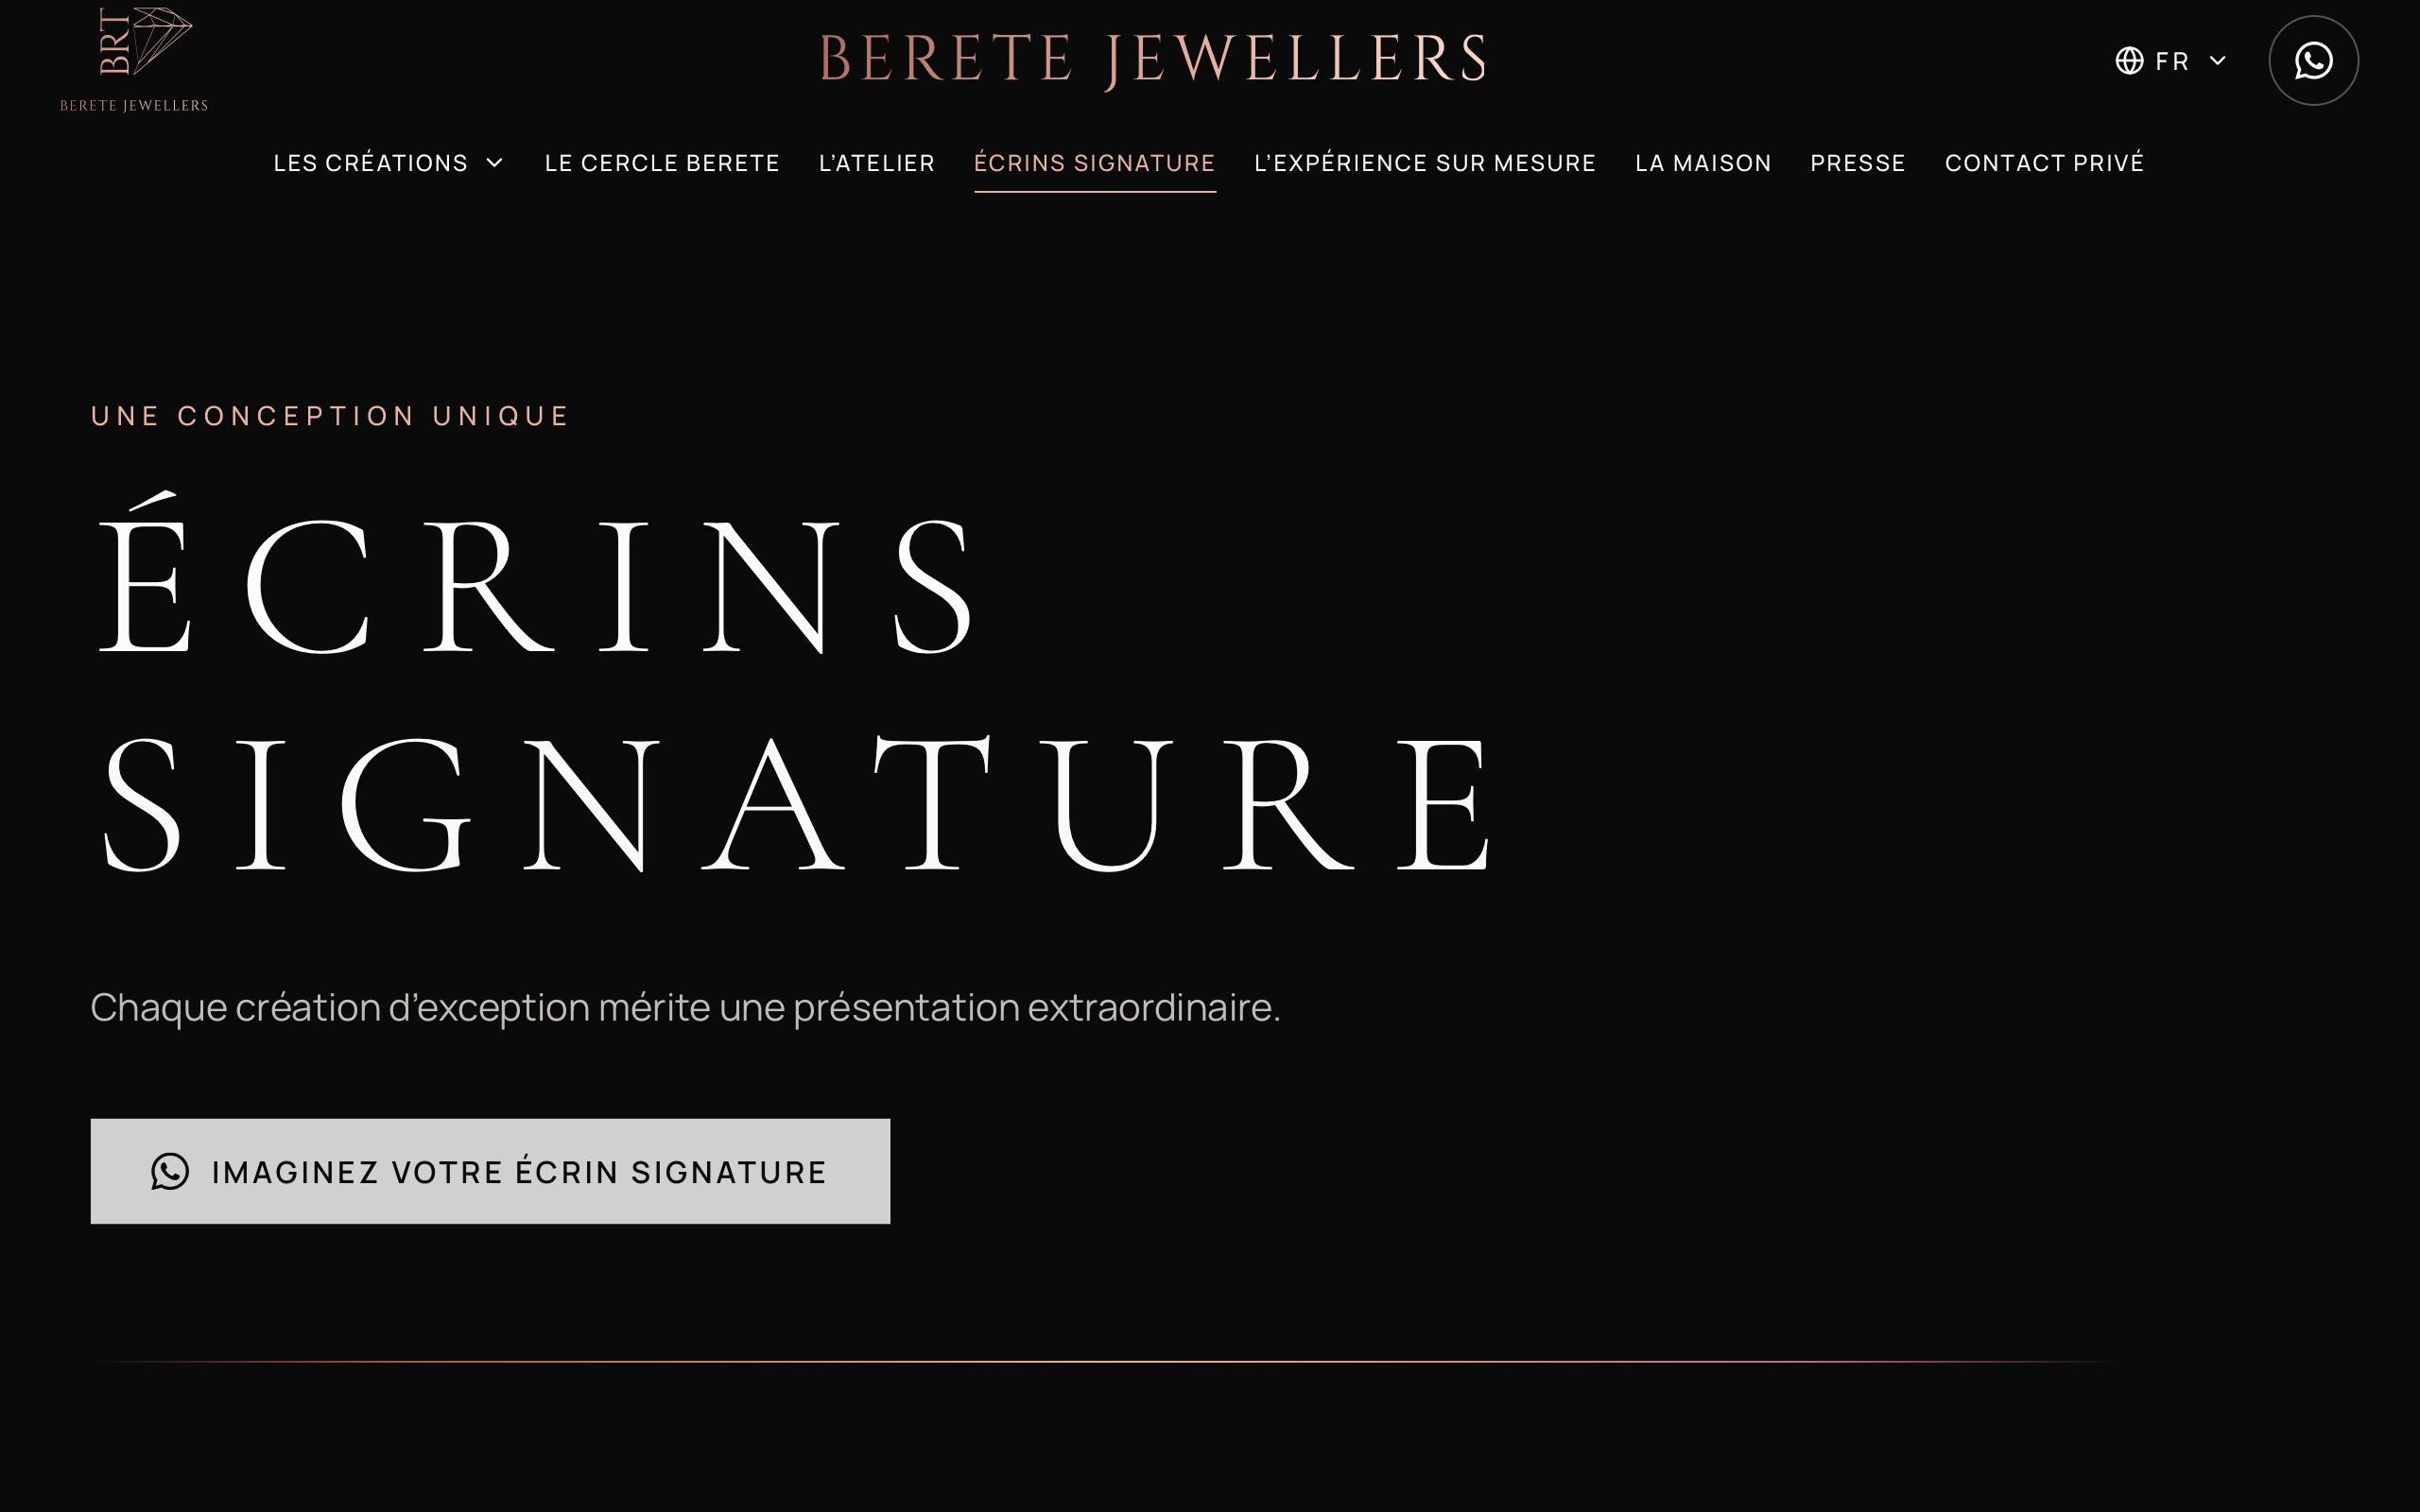 BRT
BERETE JEWELLERS
BERETE JEWELLERS
FR
LES CRÉATIONS
LE CERCLE BERETE
L’ATELIER
ÉCRINS SIGNATURE
L’EXPÉRIENCE SUR MESURE
LA MAISON
PRESSE
CONTACT PRIVÉ
UNE CONCEPTION UNIQUE
ÉCRINS
SIGNATURE
Chaque création d’exception mérite une présentation extraordinaire.
IMAGINEZ VOTRE ÉCRIN SIGNATURE